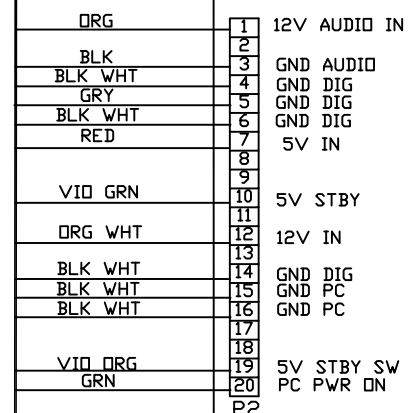 ORG 1 12V AUDIO IN
2
BLK 3 GND AUDIO
BLK WHT 4 GND DIG
GRY 5 GND DIG
BLK WHT 6 GND DIG
RED 7 5V IN
8
9
VIO GRN 10 5V STBY
11
ORG WHT 12 12V IN
13
BLK WHT 14 GND DIG
BLK WHT 15 GND PC
BLK WHT 16 GND PC
17
18
VIO ORG 19 5V STBY SW
GRN 20 PC PWR ON
P2